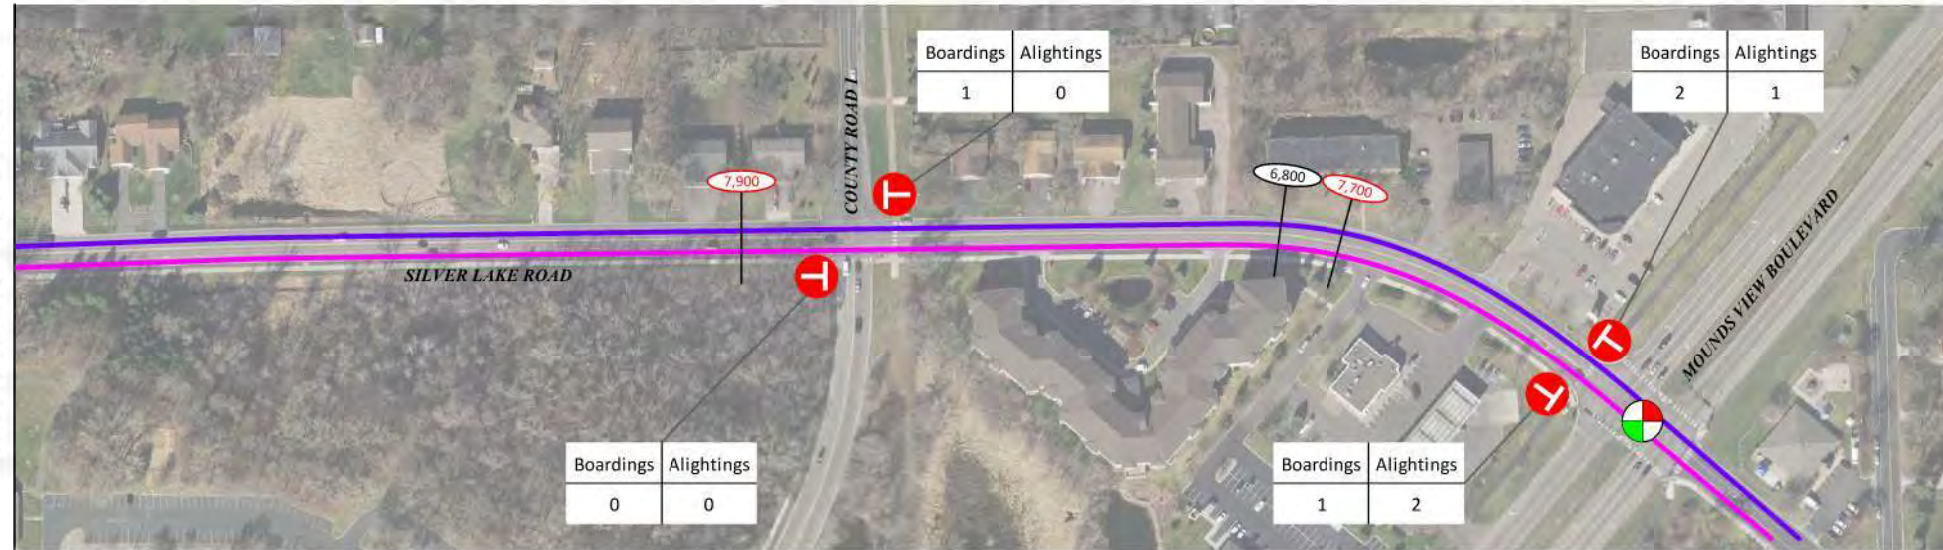 Boardings Alightings
1 0
Boardings Alightings
2 1
COUNTY ROAD I
7,900
T
6,800
7,700
MOUNDS VIEW BOULEVARD
SILVER LAKE ROAD
T
T
T
Boardings Alightings
0 0
Boardings Alightings
1 2